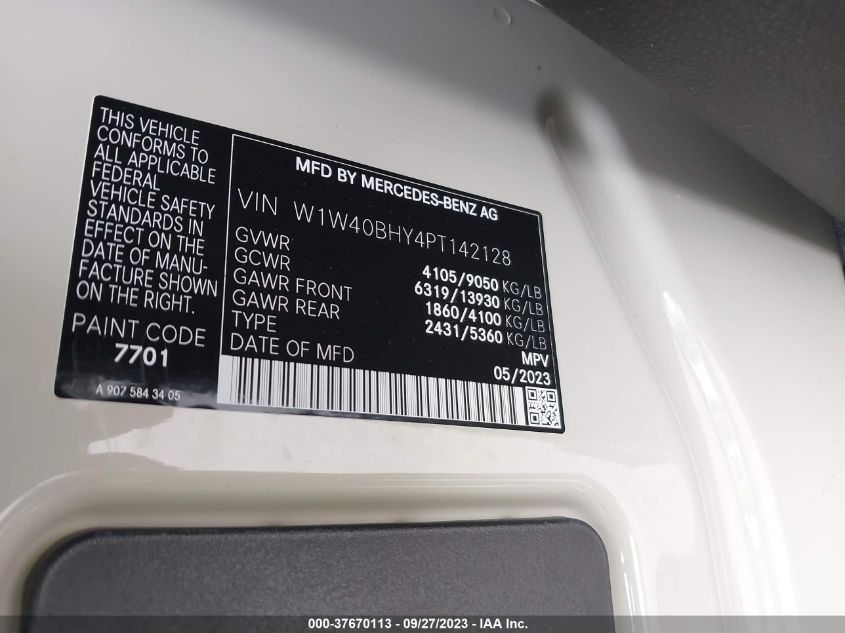 THIS VEHICLE
CONFORMS TO
ALL APPLICABLE
FEDERAL
VEHICLE SAFETY
STANDARDS IN
EFFECT ON THE
DATE OF MANU-
FACTURE SHOWN
ON THE RIGHT.
PAINT CODE
7701
A 907 584 34 05
MFD BY MERCEDES-BENZ AG
VIN W1W40BHY4PT142128
GVWR 4105/9050 KG/LB
GCWR 6319/13930 KG/LB
GAWR FRONT 1860/4100 KG/LB
GAWR REAR 2431/5360 KG/LB
TYPE MPV
DATE OF MFD 05/2023
000-37670113 - 09/27/2023 - IAA Inc.